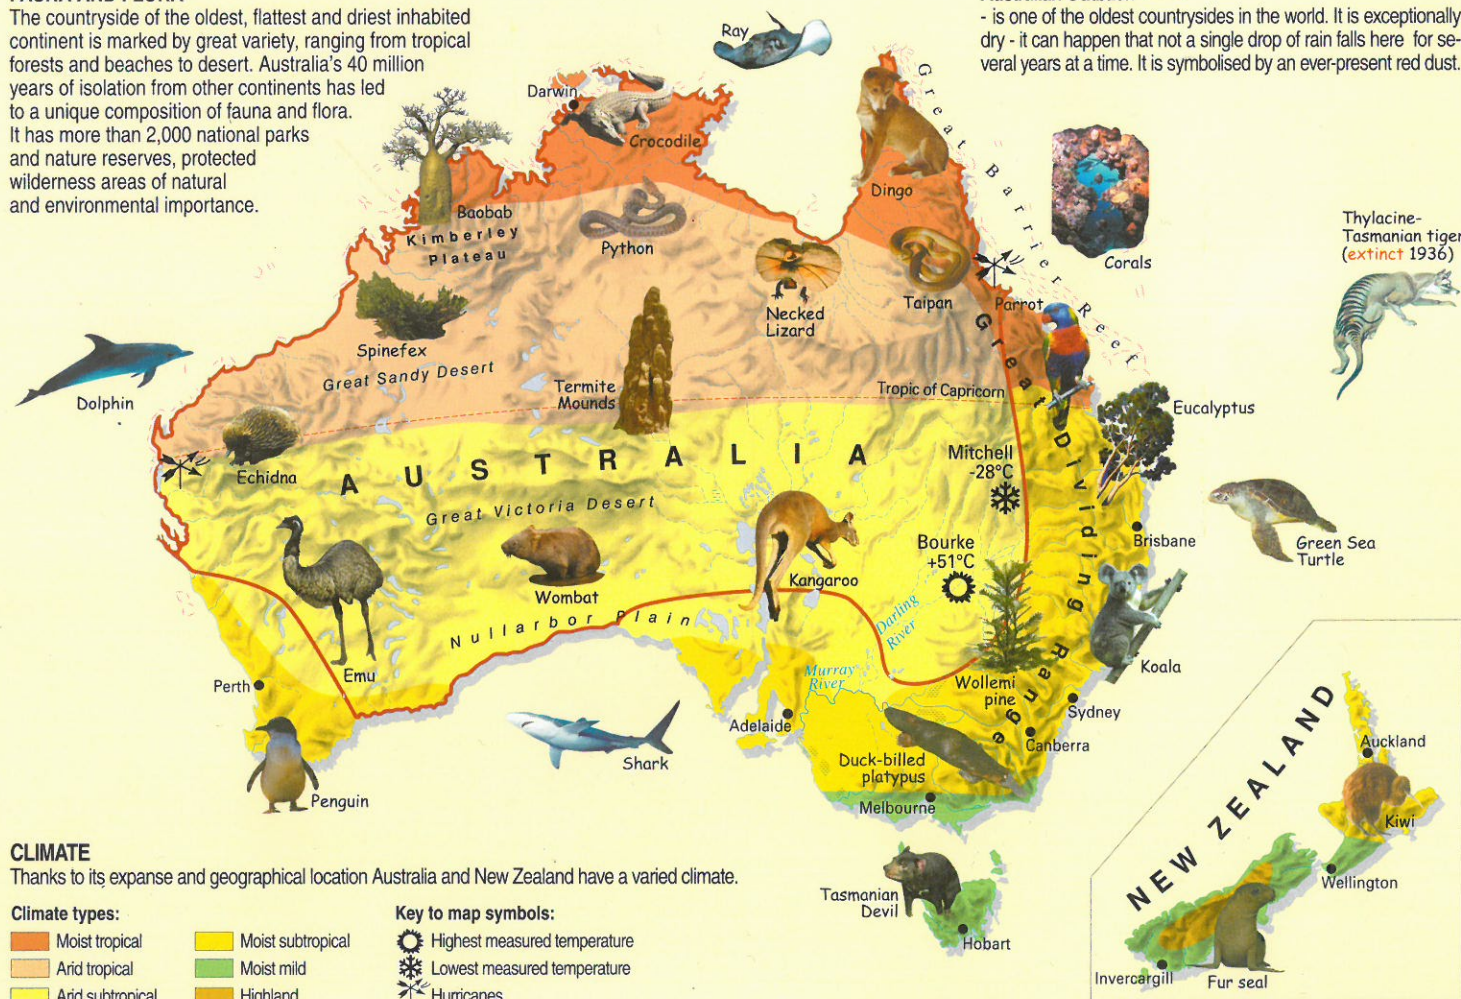 FAUNA AND FLORA
The countryside of the oldest, flattest and driest inhabited
continent is marked by great variety, ranging from tropical
forests and beaches to desert. Australia's 40 million
years of isolation from other continents has led
to a unique composition of fauna and flora.
It has more than 2,000 national parks
and nature reserves, protected
wilderness areas of natural
and environmental importance.
- is one of the oldest countrysides in the world. It is exceptionally
dry - it can happen that not a single drop of rain falls here for se-
veral years at a time. It is symbolised by an ever-present red dust.
Ray
Darwin
Crocodile
Dingo
Great Barrier Reef
Corals
Thylacine-
Tasmanian tiger
(extinct 1936)
Baobab
Kimberley
Plateau
Python
Necked
Lizard
Taipan
Parrot
Spinefex
Great Sandy Desert
Termite
Mounds
Tropic of Capricorn
Dolphin
Eucalyptus
Echidna
AUSTRALIA
Great Victoria Desert
Mitchell
-28°C
Great Dividing Range
Brisbane
Green Sea
Turtle
Bourke
+51°C
Wombat
Kangaroo
Nullarbor Plain
Darling
River
Koala
Emu
Perth
Murray
River
Wollemi
pine
Sydney
Adelaide
Canberra
Shark
Duck-billed
platypus
Penguin
Melbourne
Tasmanian
Devil
Hobart
NEW ZEALAND
Auckland
Kiwi
Wellington
Invercargill
Fur seal
CLIMATE
Thanks to its expanse and geographical location Australia and New Zealand have a varied climate.
Climate types:
Moist tropical
Arid tropical
Arid subtropical
Moist subtropical
Moist mild
Highland
Key to map symbols:
Highest measured temperature
Lowest measured temperature
Hurricanes